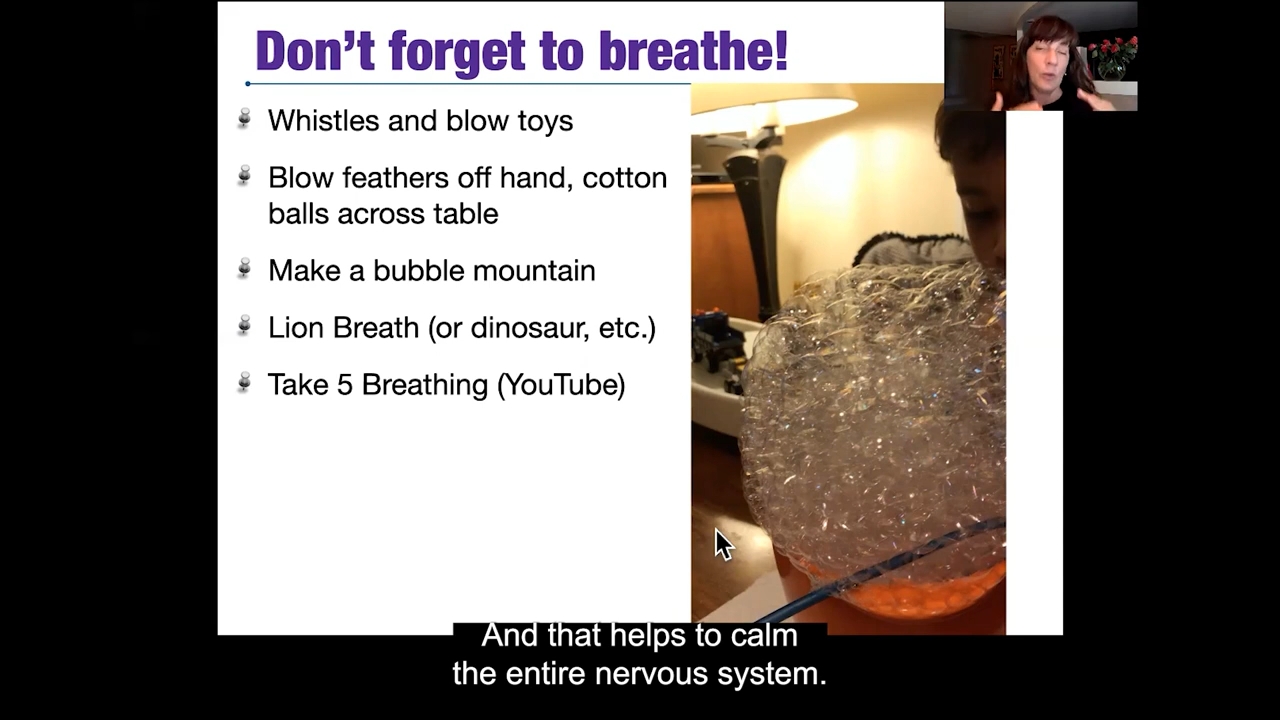 Don't forget to breathe!
Whistles and blow toys
Blow feathers off hand, cotton
balls across table
Make a bubble mountain
Lion Breath (or dinosaur, etc.)
Take 5 Breathing (YouTube)
And that helps to calm
the entire nervous system.